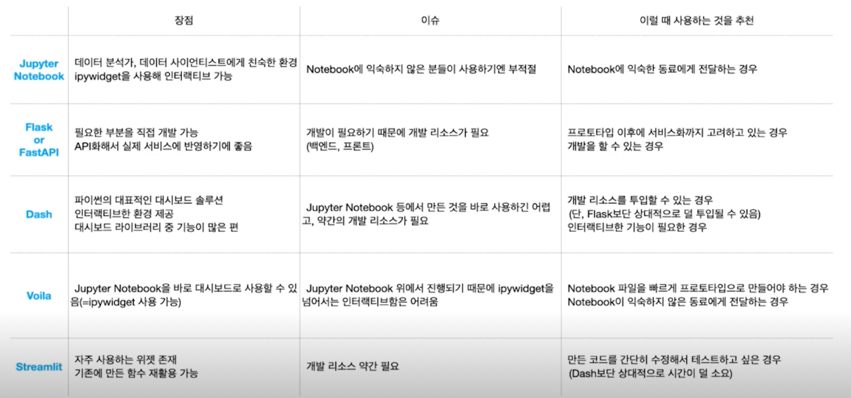 장점
이슈
이럴 때 사용하는 것을 추천
Jupyter
Notebook
데이터 분석가, 데이터 사이언티스트에게 친숙한 환경
ipywidget을 사용해 인터랙티브 가능
Notebook에 익숙하지 않은 분들이 사용하기엔 부적절
Notebook에 익숙한 동료에게 전달하는 경우
Flask
or
FastAPI
필요한 부분을 직접 개발 가능
API화해서 실제 서비스에 반영하기에 좋음
개발이 필요하기 때문에 개발 리소스가 필요
(백엔드, 프론트)
프로토타입 이후에 서비스화까지 고려하고 있는 경우
개발을 할 수 있는 경우
Dash
파이썬의 대표적인 대시보드 솔루션
인터랙티브한 환경 제공
대시보드 라이브러리 중 기능이 많은 편
Jupyter Notebook 등에서 만든 것을 바로 사용하긴 어렵
고, 약간의 개발 리소스가 필요
개발 리소스를 투입할 수 있는 경우
(단, Flask보단 상대적으로 덜 투입될 수 있음)
인터랙티브한 기능이 필요한 경우
Voila
Jupyter Notebook을 바로 대시보드로 사용할 수 있
음(=ipywidget 사용 가능)
Jupyter Notebook 위에서 진행되기 때문에 ipywidget을
넘어서는 인터랙티브함은 어려움
Notebook 파일을 빠르게 프로토타입으로 만들어야 하는 경우
Notebook이 익숙하지 않은 동료에게 전달하는 경우
Streamlit
자주 사용하는 위젯 존재
기존에 만든 함수 재활용 가능
개발 리소스 약간 필요
만든 코드를 간단히 수정해서 테스트하고 싶은 경우
(Dash보단 상대적으로 시간이 덜 소요)